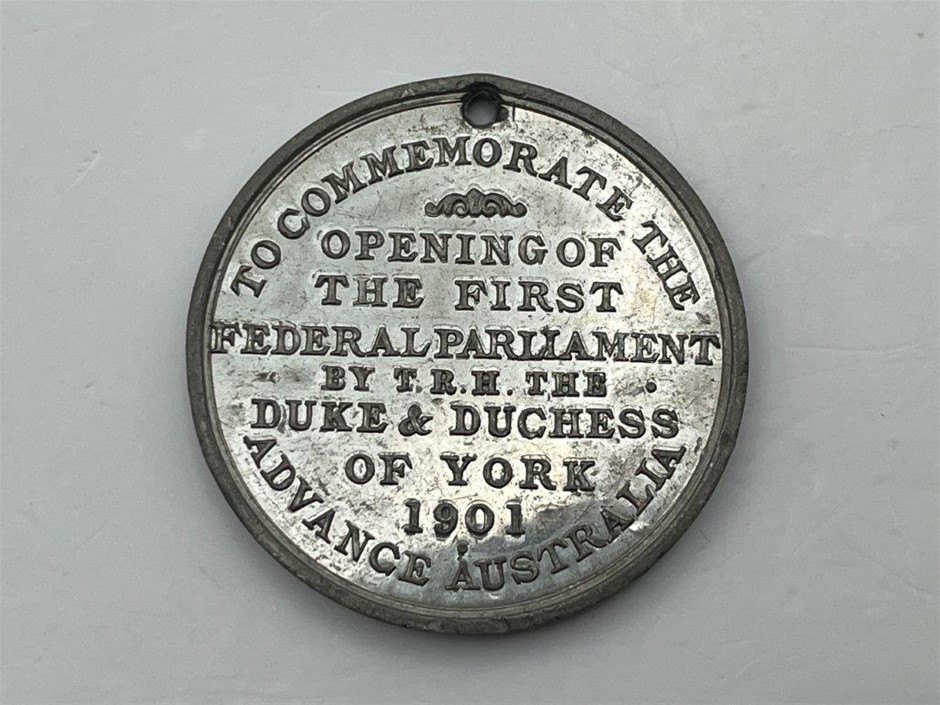 TO COMMEMORATE THE
OPENING OF
THE FIRST
FEDERAL PARLIAMENT
BY T.R.H. THE
DUKE & DUCHESS
OF YORK
1901
ADVANCE AUSTRALIA